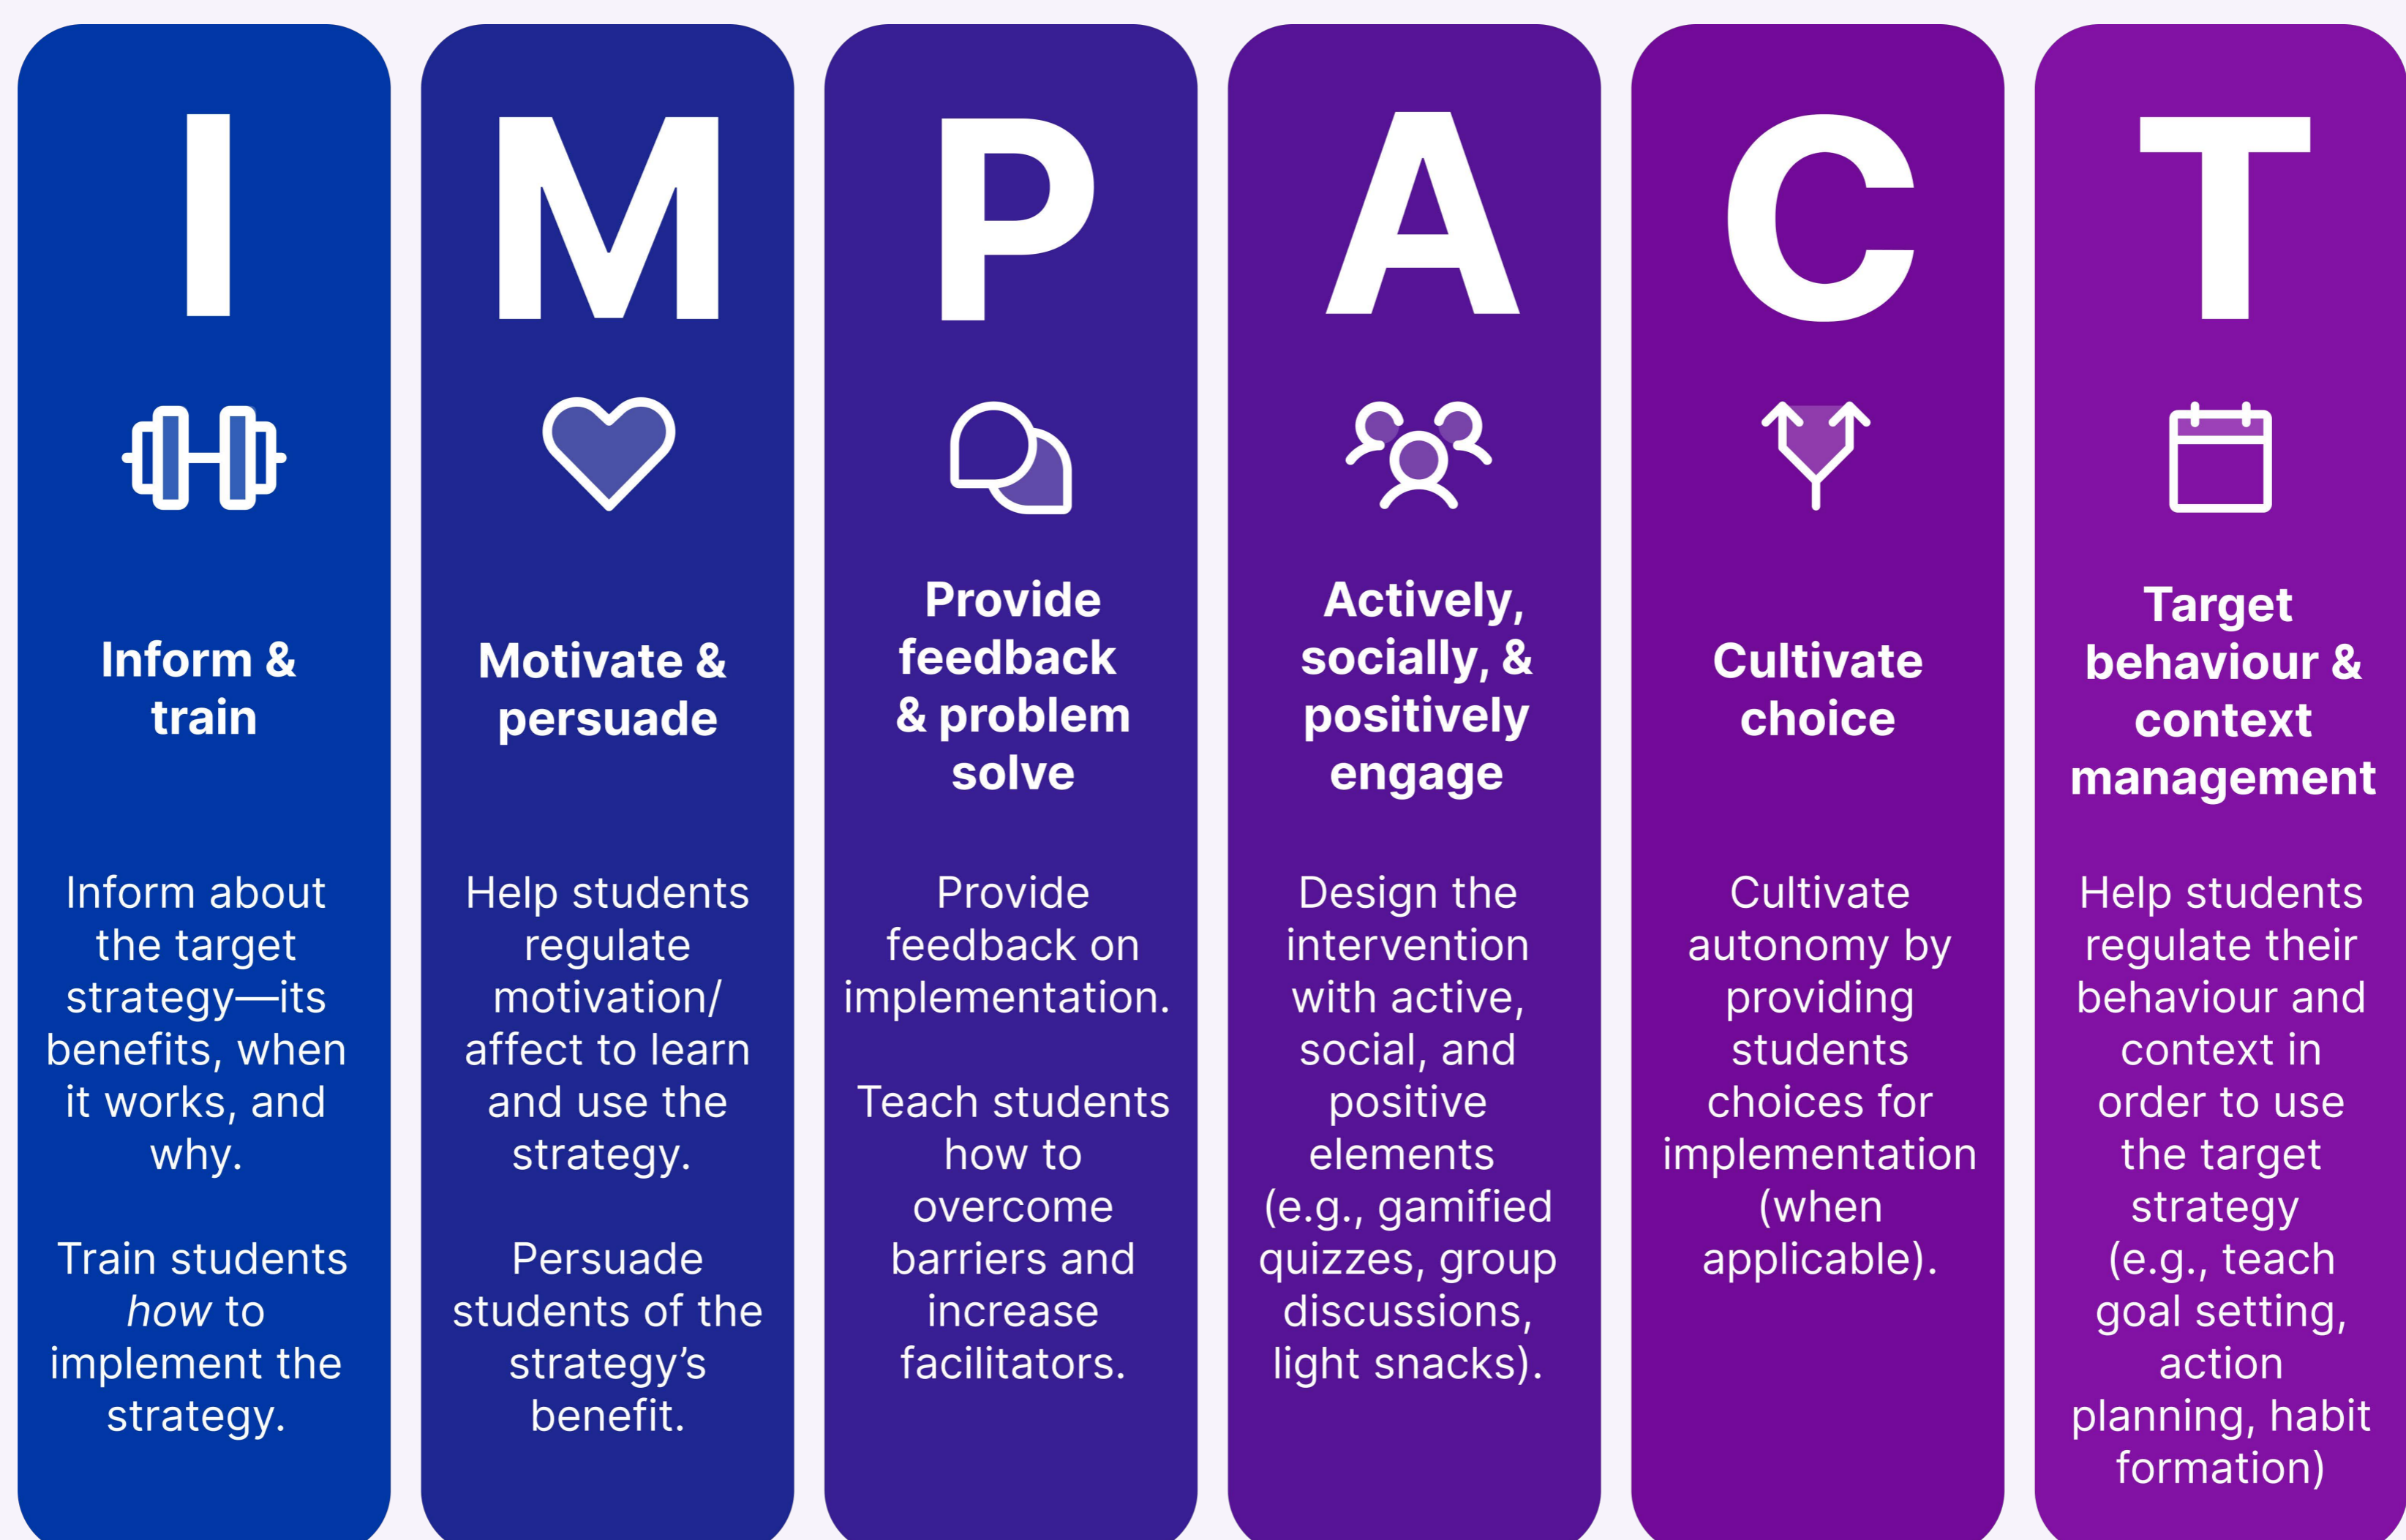 I
Inform &
train
Inform about
the target
strategy—its
benefits, when
it works, and
why.
Train students
how to
implement the
strategy.
M
Motivate &
persuade
Help students
regulate
motivation/
affect to learn
and use the
strategy.
Persuade
students of the
strategy’s
benefit.
P
Provide
feedback
& problem
solve
Provide
feedback on
implementation.
Teach students
how to
overcome
barriers and
increase
facilitators.
A
Actively,
socially, &
positively
engage
Design the
intervention
with active,
social, and
positive
elements
(e.g., gamified
quizzes, group
discussions,
light snacks).
C
Cultivate
choice
Cultivate
autonomy by
providing
students
choices for
implementation
(when
applicable).
T
Target
behaviour &
context
management
Help students
regulate their
behaviour and
context in
order to use
the target
strategy
(e.g., teach
goal setting,
action
planning, habit
formation)